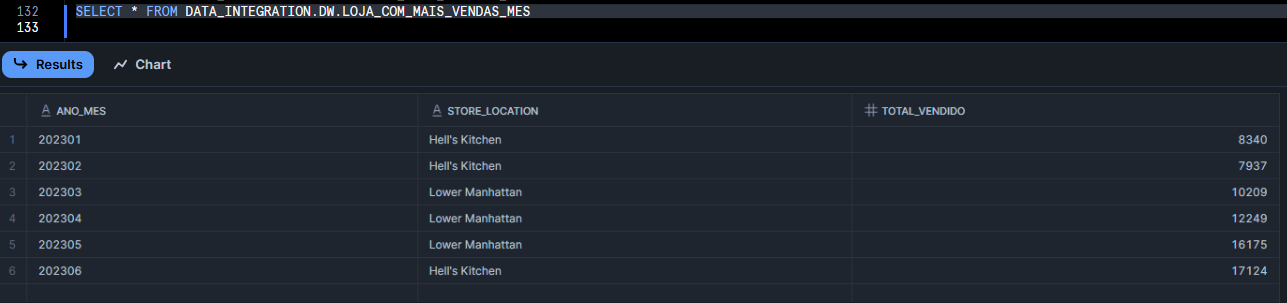 132 SELECT * FROM DATA_INTEGRATION.DW.LOJA_COM_MAIS_VENDAS_MES
133
Results Chart
ANO_MES STORE_LOCATION TOTAL_VENDIDO
1 202301 Hell's Kitchen 8340
2 202302 Hell's Kitchen 7937
3 202303 Lower Manhattan 10209
4 202304 Lower Manhattan 12249
5 202305 Lower Manhattan 16175
6 202306 Hell's Kitchen 17124